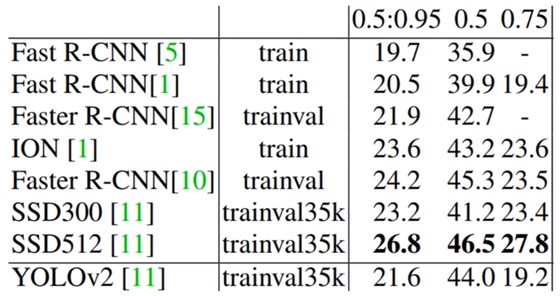 0.5:0.95 0.5 0.75
Fast R-CNN [5] train 19.7 35.9 -
Fast R-CNN[1] train 20.5 39.9 19.4
Faster R-CNN[15] trainval 21.9 42.7 -
ION [1] train 23.6 43.2 23.6
Faster R-CNN[10] trainval 24.2 45.3 23.5
SSD300 [11] trainval35k 23.2 41.2 23.4
SSD512 [11] trainval35k 26.8 46.5 27.8
YOLOv2 [11] trainval35k 21.6 44.0 19.2